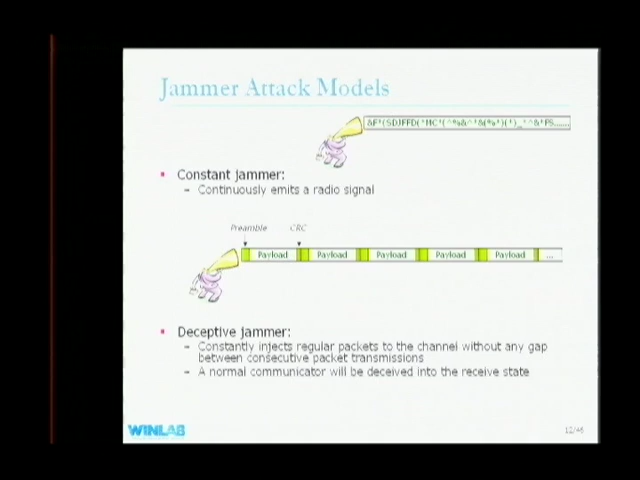 Jammer Attack Models
Constant jammer:
– Continuously emits a radio signal
Preamble CRC
Payload Payload Payload Payload Payload ...
Deceptive jammer:
– Constantly injects regular packets to the channel without any gap
between consecutive packet transmissions
– A normal communicator will be deceived into the receive state
WINLAB